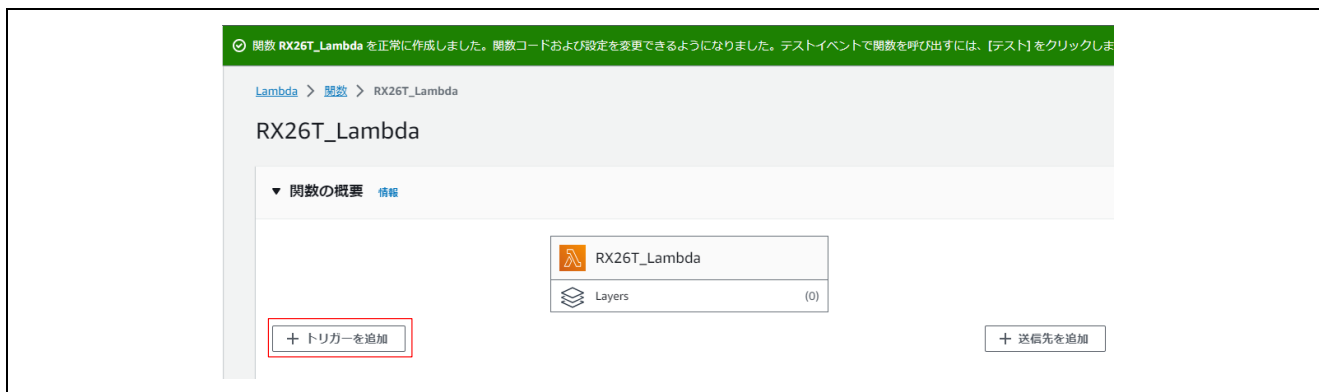 関数 RX26T_Lambda を正常に作成しました。関数コードおよび設定を変更できるようになりました。テストイベントで関数を呼び出すには、[テスト] をクリックしま
Lambda > 関数 > RX26T_Lambda
RX26T_Lambda
▼ 関数の概要 情報
RX26T_Lambda
Layers (0)
+ トリガーを追加 + 送信先を追加